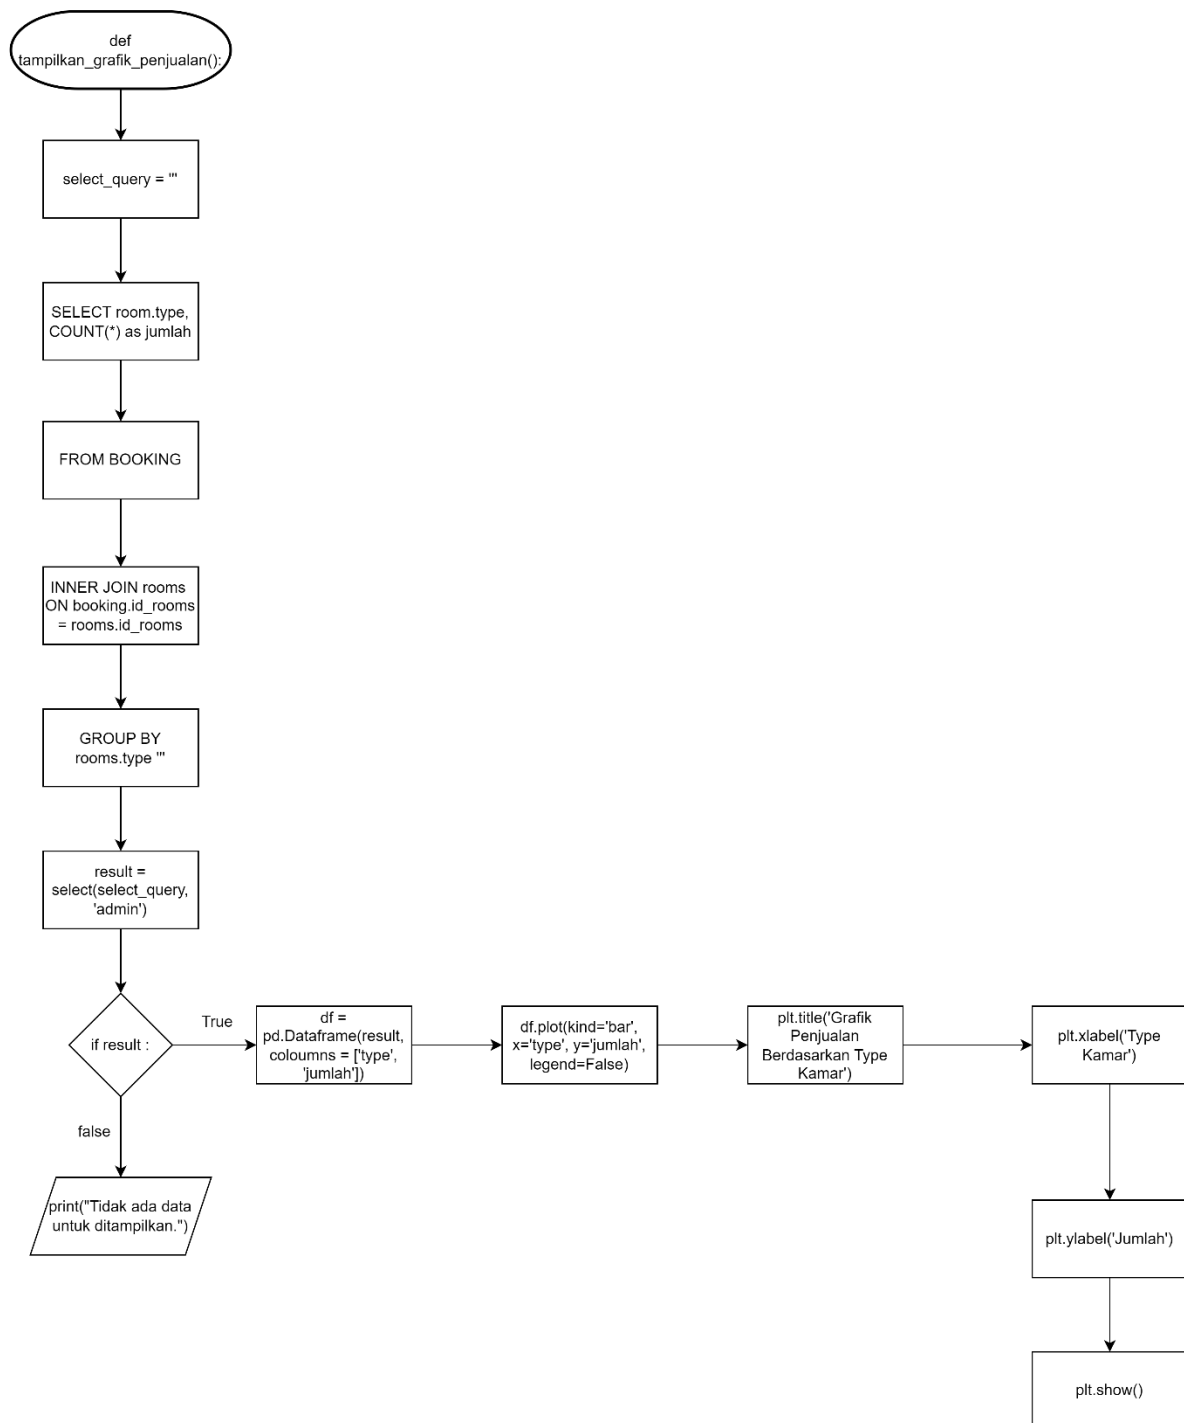 def
tampilkan_grafik_penjualan():
select_query = '''
SELECT room.type,
COUNT(*) as jumlah
FROM BOOKING
INNER JOIN rooms
ON booking.id_rooms
= rooms.id_rooms
GROUP BY
rooms.type '''
result =
select(select_query,
'admin')
if result :
True
df =
pd.Dataframe(result,
coloumns = ['type',
'jumlah'])
df.plot(kind='bar',
x='type', y='jumlah',
legend=False)
plt.title('Grafik
Penjualan
Berdasarkan Type
Kamar')
plt.xlabel('Type
Kamar')
false
print("Tidak ada data
untuk ditampilkan.")
plt.ylabel('Jumlah')
plt.show()